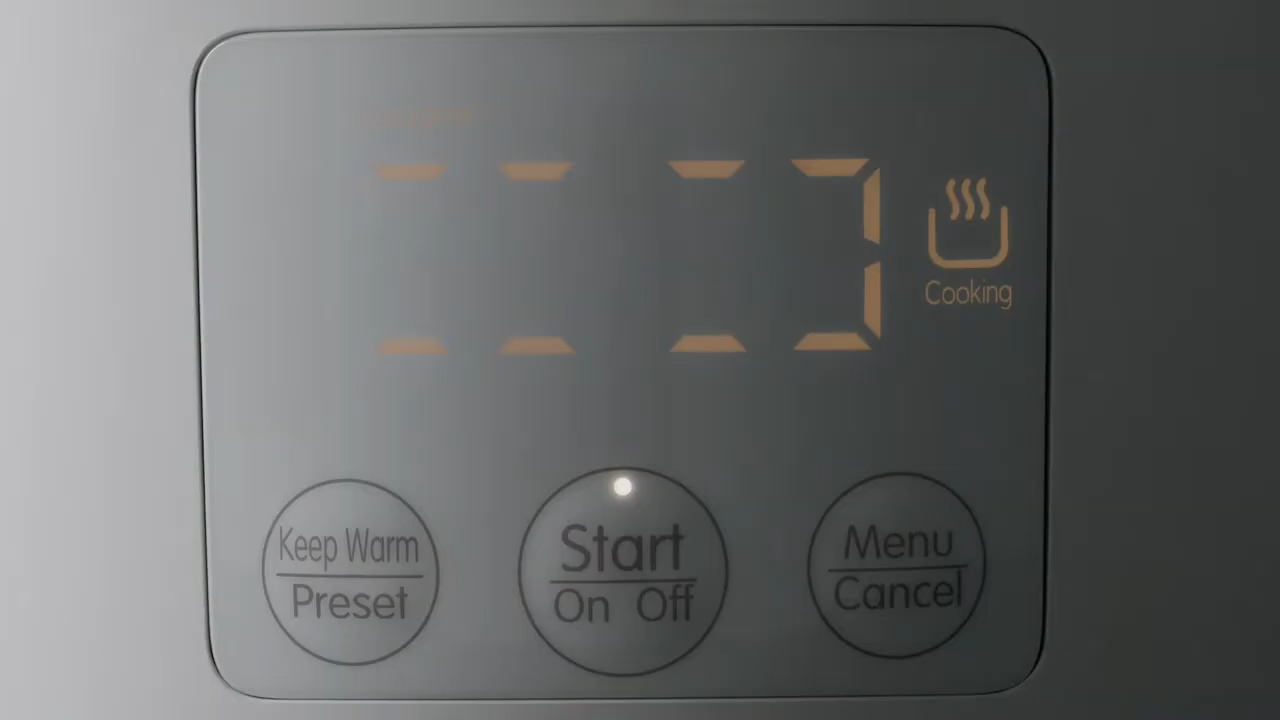 Cooking
Keep Warm
Preset
Start
On Off
Menu
Cancel